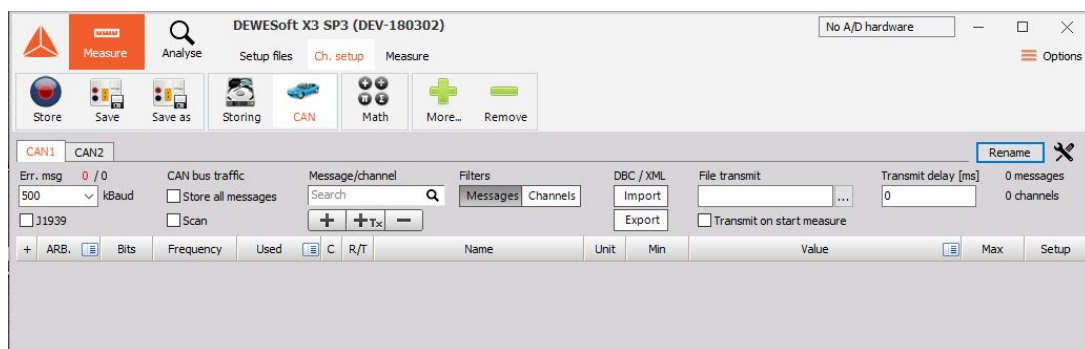 DEWESoft X3 SP3 (DEV-180302)
No A/D hardware
Measure
Analyse
Setup files Ch. setup Measure
Options
Store Save Save as Storing CAN Math More... Remove
CAN1 CAN2
Rename
Err. msg 0 / 0 CAN bus traffic Message/channel Filters DBC / XML File transmit Transmit delay [ms] 0 messages
500 kBaud Store all messages Search Messages Channels Import ... 0 0 channels
J1939 Scan + +Tx − Export Transmit on start measure
+ ARB. Bits Frequency Used C R/T Name Unit Min Value Max Setup